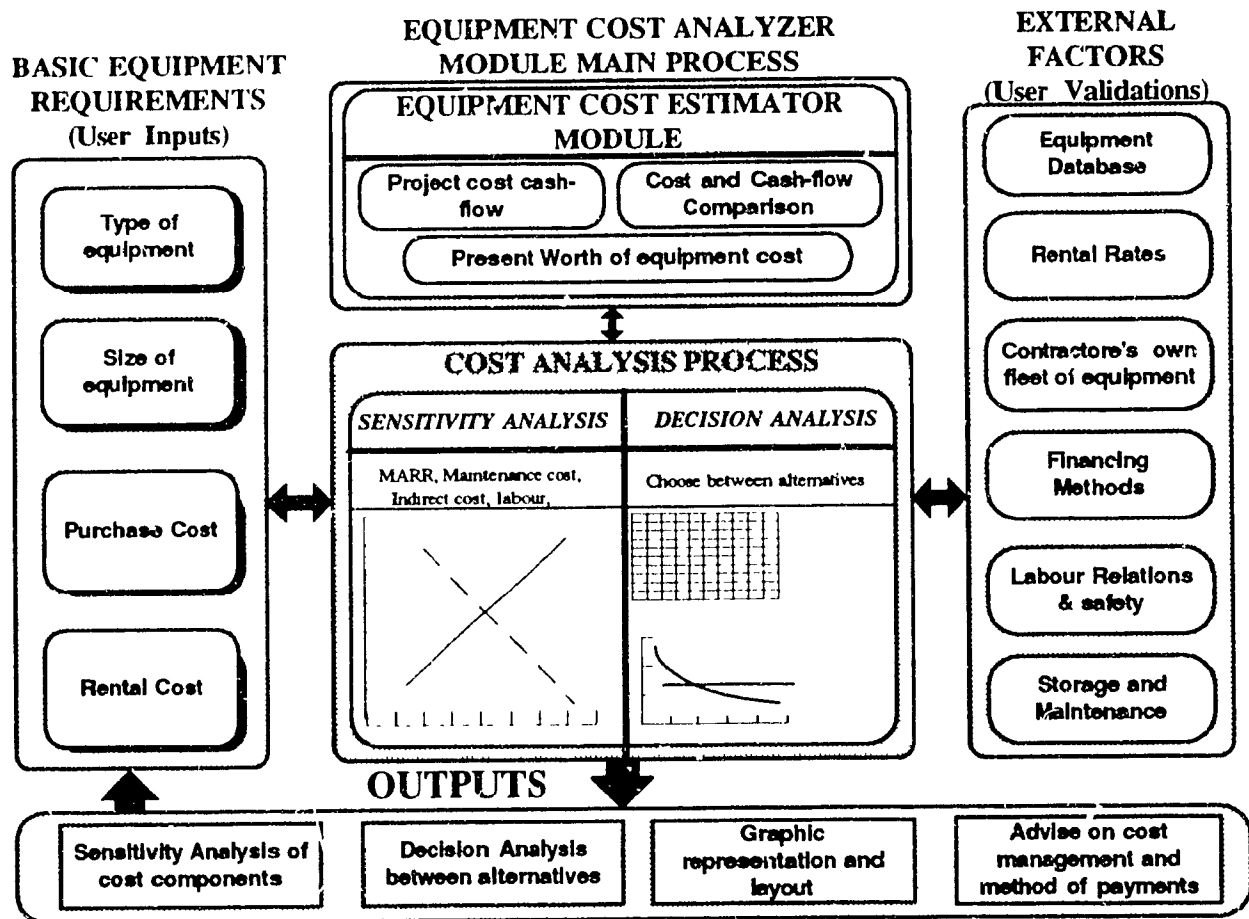 BASIC EQUIPMENT
REQUIREMENTS
(User Inputs)
Type of
equipment
Size of
equipment
Purchase Cost
Rental Cost
EQUIPMENT COST ANALYZER
MODULE MAIN PROCESS
EQUIPMENT COST ESTIMATOR
MODULE
Project cost cash-
flow
Cost and Cash-flow
Comparison
Present Worth of equipment cost
COST ANALYSIS PROCESS
SENSITIVITY ANALYSIS
MARR, Maintenance cost,
Indirect cost, labour,
DECISION ANALYSIS
Choose between alternatives
EXTERNAL
FACTORS
(User Validations)
Equipment
Database
Rental Rates
Contractore's own
fleet of equipment
Financing
Methods
Labour Relations
& safety
Storage and
Maintenance
OUTPUTS
Sensitivity Analysis of
cost components
Decision Analysis
between alternatives
Graphic
representation and
layout
Advise on cost
management and
method of payments